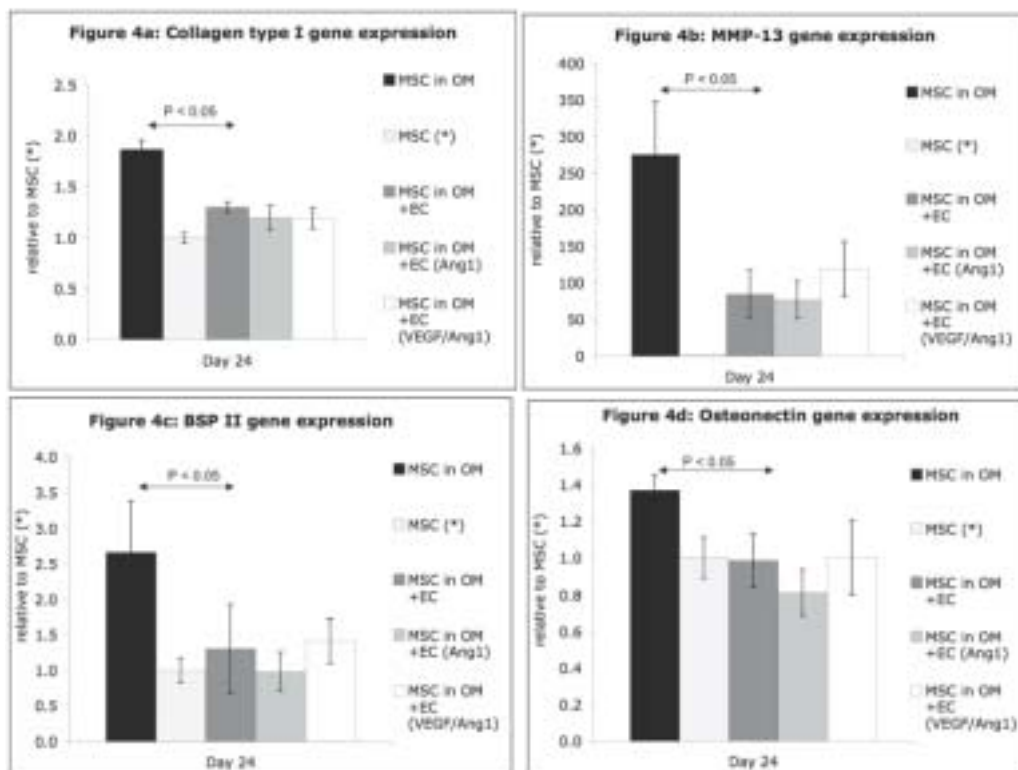 Figure 4a: Collagen type I gene expression
relative to MSC (*)
2.5
2.0
1.5
1.0
0.5
0.0
P < 0.05
Day 24
MSC in OM
MSC (*)
MSC in OM
+EC
MSC in OM
+EC (Ang1)
MSC in OM
+EC
(VEGF/Ang1)
Figure 4b: MMP-13 gene expression
relative to MSC (*)
400
350
300
250
200
150
100
50
0
P < 0.05
Day 24
MSC in OM
MSC (*)
MSC in OM
+EC
MSC in OM
+EC (Ang1)
MSC in OM
+EC
(VEGF/Ang1)
Figure 4c: BSP II gene expression
relative to MSC (*)
4.0
3.5
3.0
2.5
2.0
1.5
1.0
0.5
0.0
P < 0.05
Day 24
MSC in OM
MSC (*)
MSC in OM
+EC
MSC in OM
+EC (Ang1)
MSC in OM
+EC
(VEGF/Ang1)
Figure 4d: Osteonectin gene expression
relative to MSC (*)
1.6
1.4
1.2
1.0
0.8
0.6
0.4
0.2
0.0
P < 0.05
Day 24
MSC in OM
MSC (*)
MSC in OM
+EC
MSC in OM
+EC (Ang1)
MSC in OM
+EC
(VEGF/Ang1)